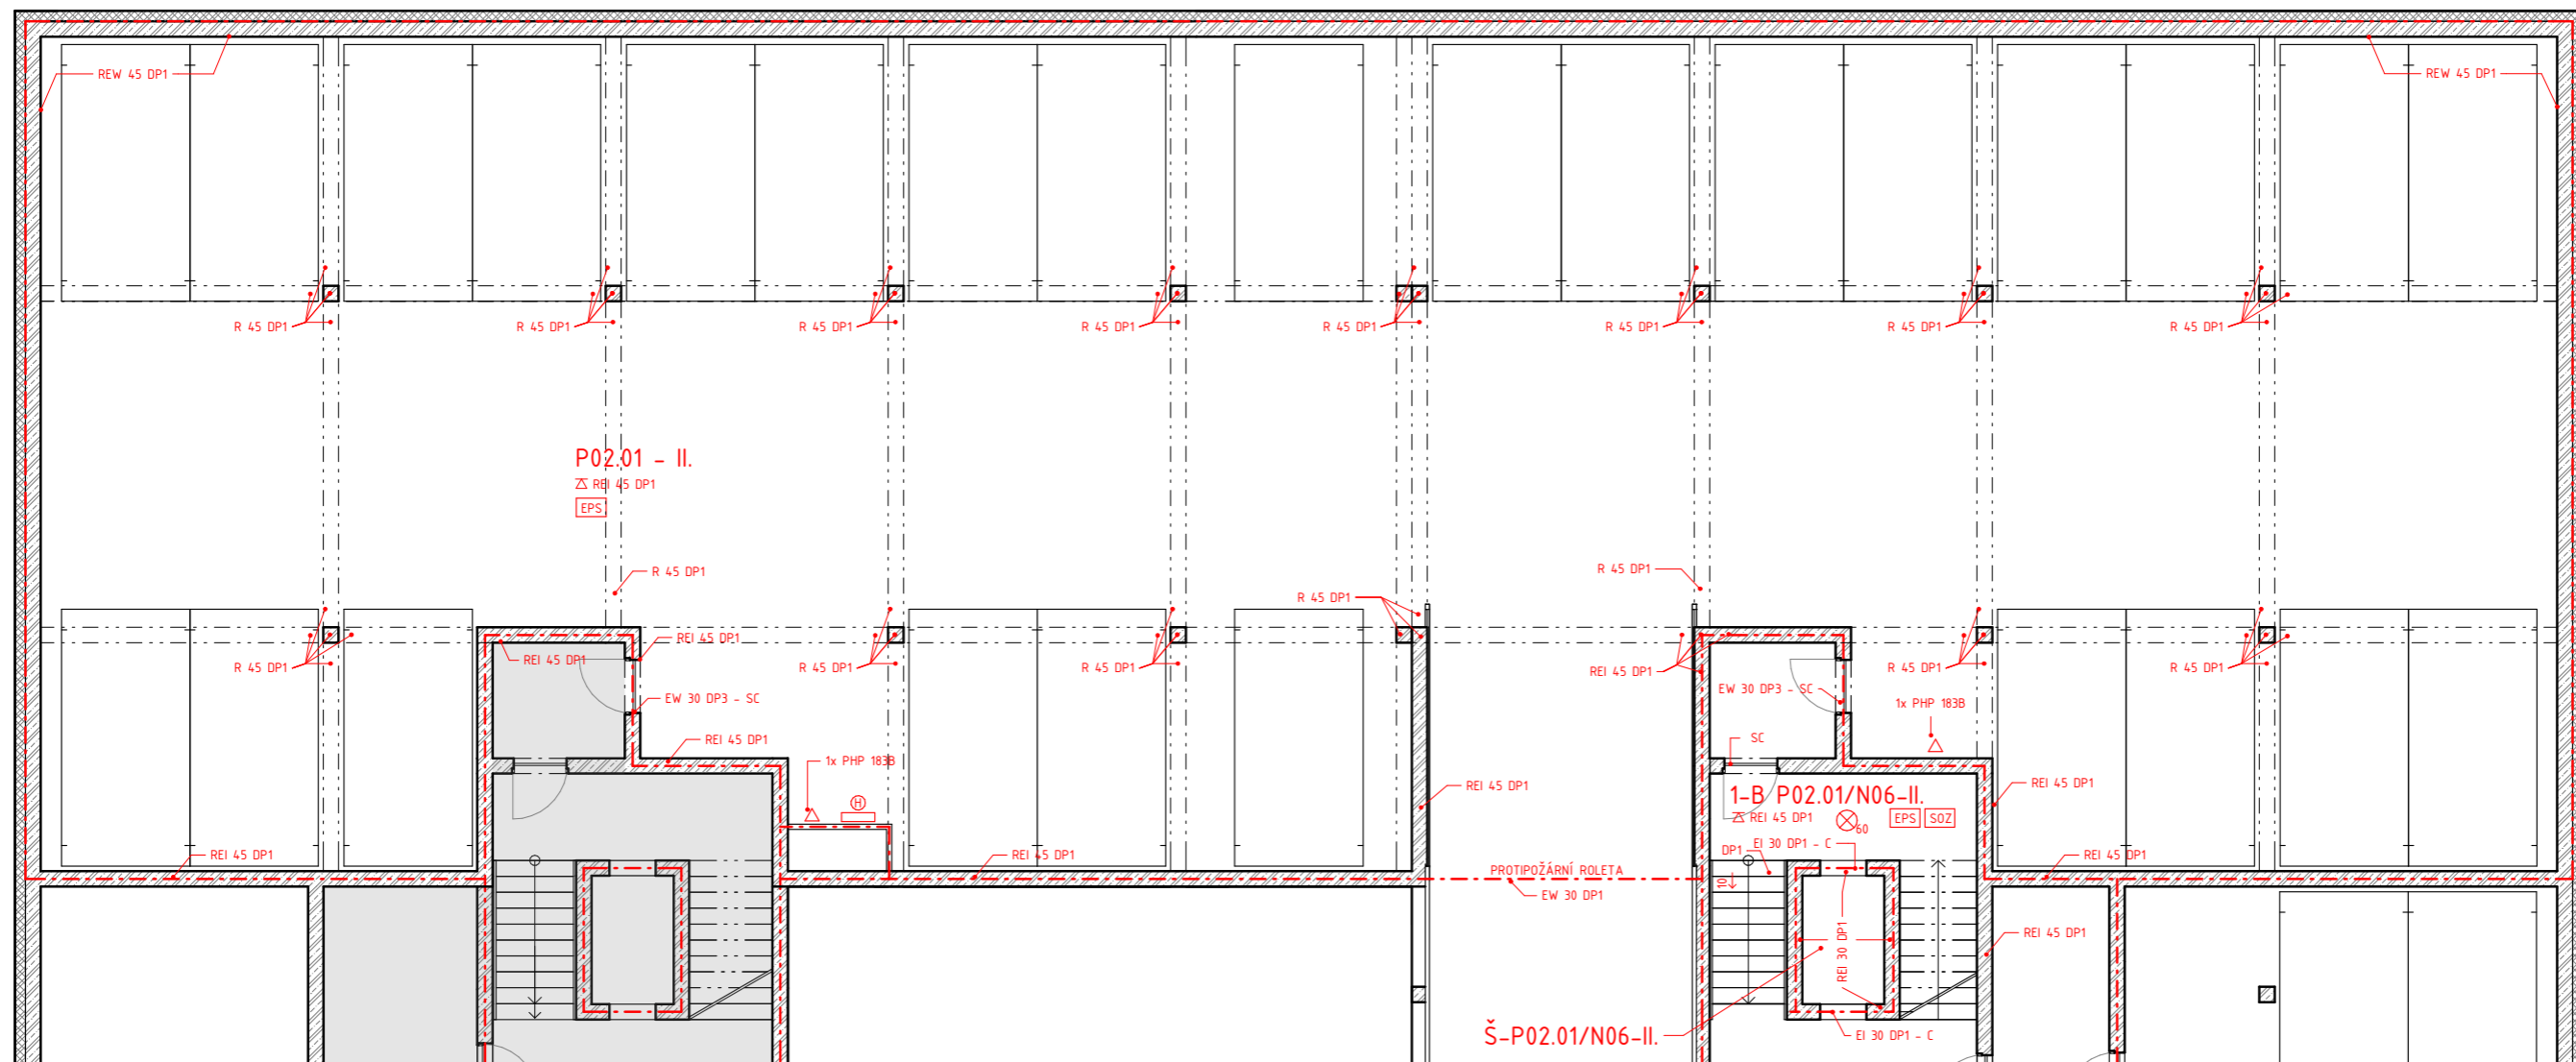 REW 45 DP1
REW 45 DP1
R 45 DP1
R 45 DP1
R 45 DP1
R 45 DP1
R 45 DP1
R 45 DP1
R 45 DP1
R 45 DP1
P02.01 - II.
REI 45 DP1
EPS
R 45 DP1
R 45 DP1
R 45 DP1
REI 45 DP1
REI 45 DP1
R 45 DP1
R 45 DP1
R 45 DP1
REI 45 DP1
R 45 DP1
R 45 DP1
EW 30 DP3 - SC
EW 30 DP3 - SC
1x PHP 183B
REI 45 DP1
SC
1x PHP 183B
H
REI 45 DP1
REI 45 DP1
1-B P02.01/N06-II.
REI 45 DP1
60
EPS
SOZ
REI 45 DP1
REI 45 DP1
DP1
EI 30 DP1 - C
REI 45 DP1
PROTIPOŽÁRNÍ ROLETA
EW 30 DP1
10
REI 30 DP1
REI 45 DP1
Š-P02.01/N06-II.
EI 30 DP1 - C